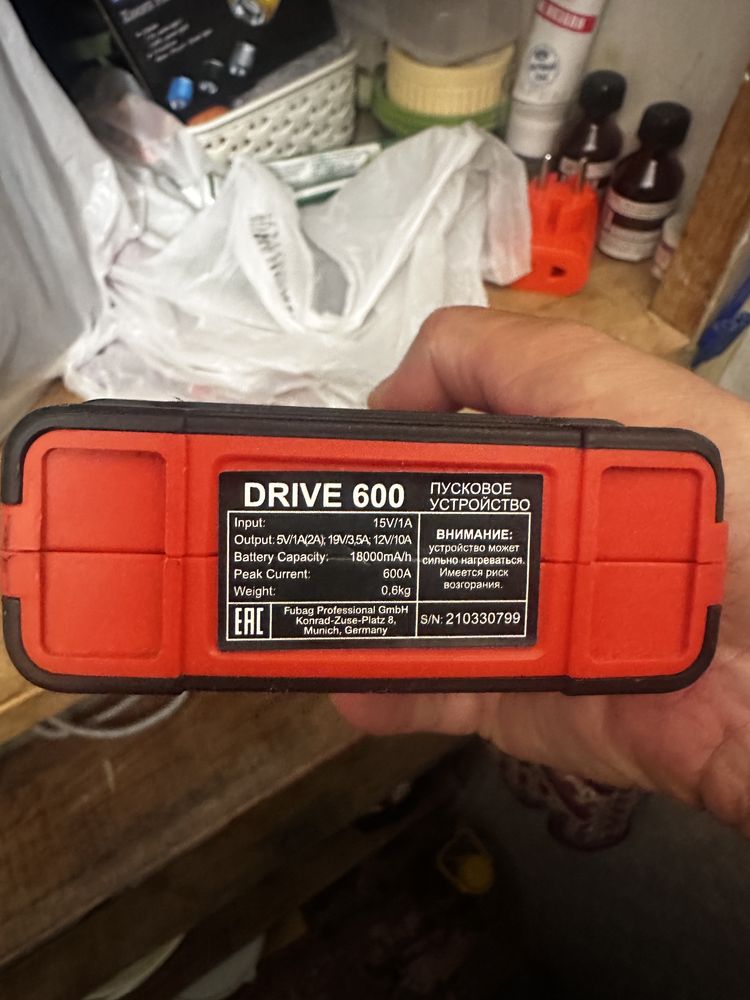 DRIVE 600
ПУСКОВОЕ
УСТРОЙСТВО
Input: 15V/1A
Output: 5V/1A(2A); 19V/3,5A; 12V/10A
Battery Capacity: 18000mA/h
Peak Current: 600A
Weight: 0,6kg
ВНИМАНИЕ:
устройство может
сильно нагреваться.
Имеется риск
возгорания.
EAC
Fubag Professional GmbH
Konrad-Zuse-Platz 8,
Munich, Germany
S/N: 210330799